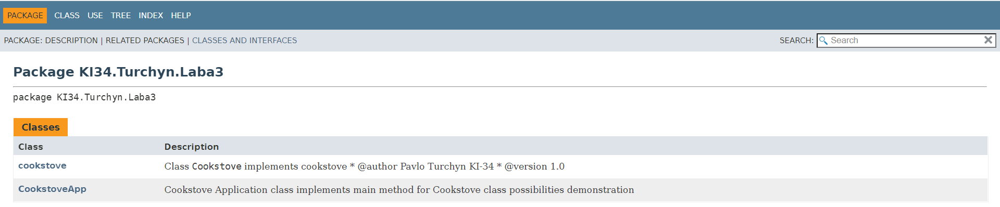 PACKAGE CLASS USE TREE INDEX HELP
PACKAGE: DESCRIPTION | RELATED PACKAGES | CLASSES AND INTERFACES SEARCH: Search
Package KI34.Turchyn.Laba3
package KI34.Turchyn.Laba3
Classes
Class Description
cookstove Class Cookstove implements cookstove * @author Pavlo Turchyn KI-34 * @version 1.0
CookstoveApp Cookstove Application class implements main method for Cookstove class possibilities demonstration